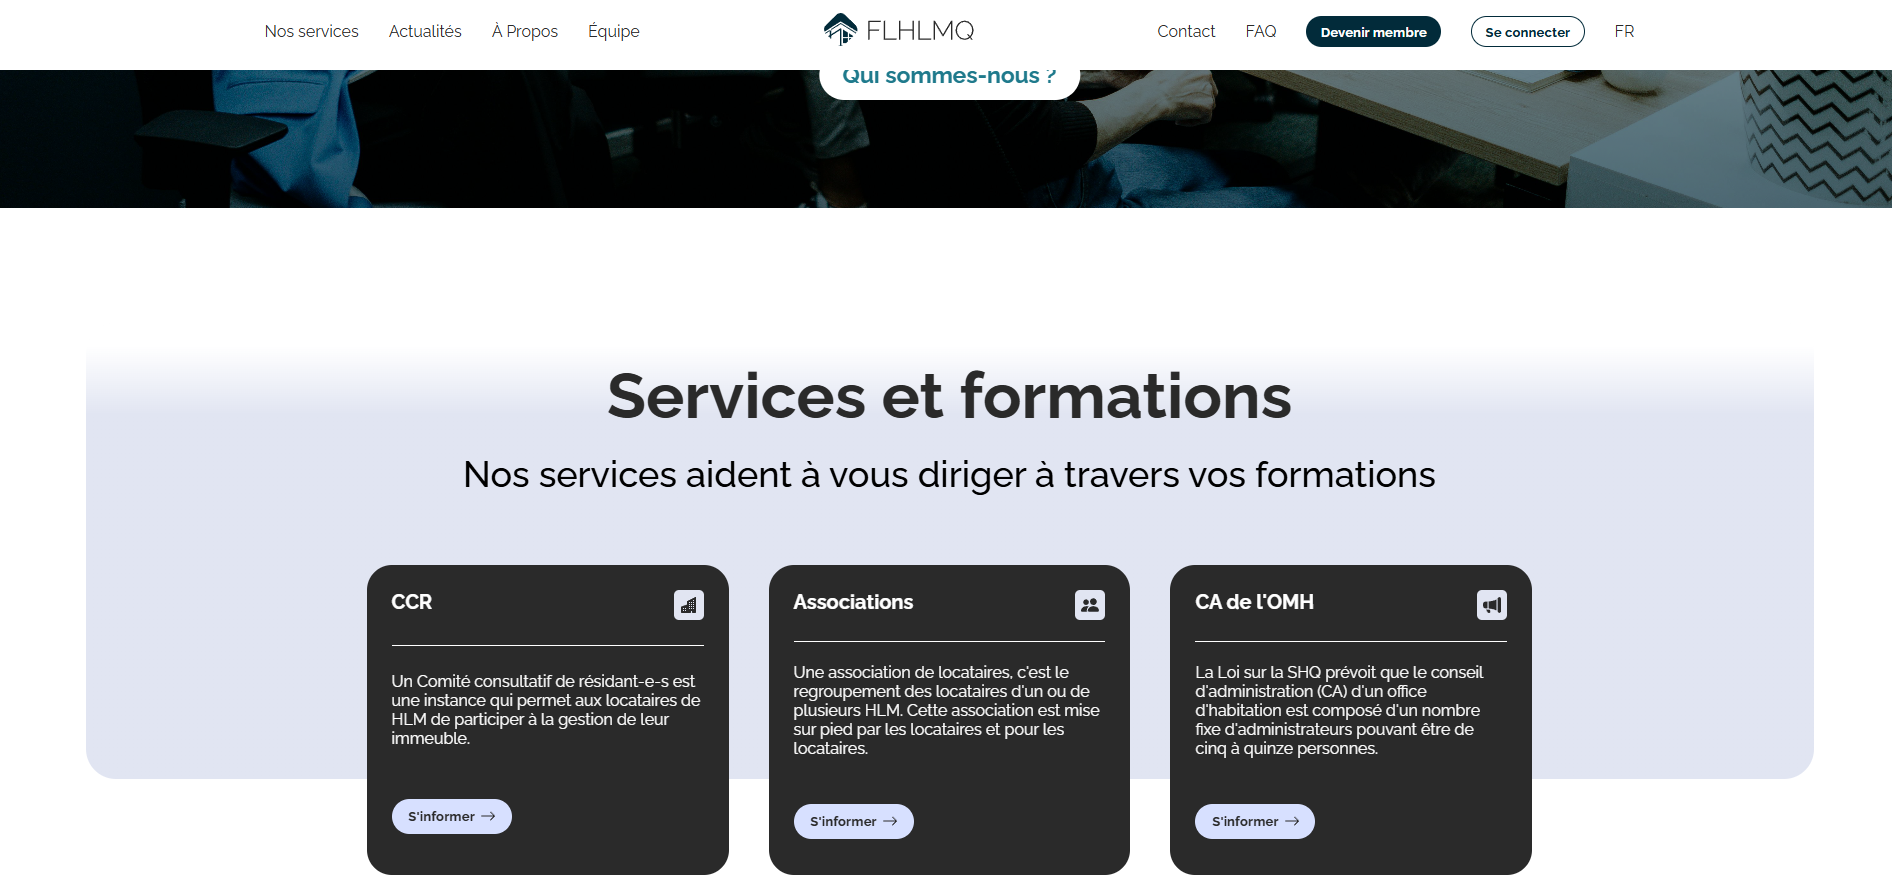 Nos services Actualités À Propos Équipe FLHLMQ Contact FAQ Devenir membre Se connecter FR
Qui sommes-nous ?
Services et formations
Nos services aident à vous diriger à travers vos formations
CCR
Un Comité consultatif de résidant-e-s est
une instance qui permet aux locataires de
HLM de participer à la gestion de leur
immeuble.
S'informer
Associations
Une association de locataires, c'est le
regroupement des locataires d'un ou de
plusieurs HLM. Cette association est mise
sur pied par les locataires et pour les
locataires.
S'informer
CA de l'OMH
La Loi sur la SHQ prévoit que le conseil
d'administration (CA) d'un office
d'habitation est composé d'un nombre
fixe d'administrateurs pouvant être de
cinq à quinze personnes.
S'informer